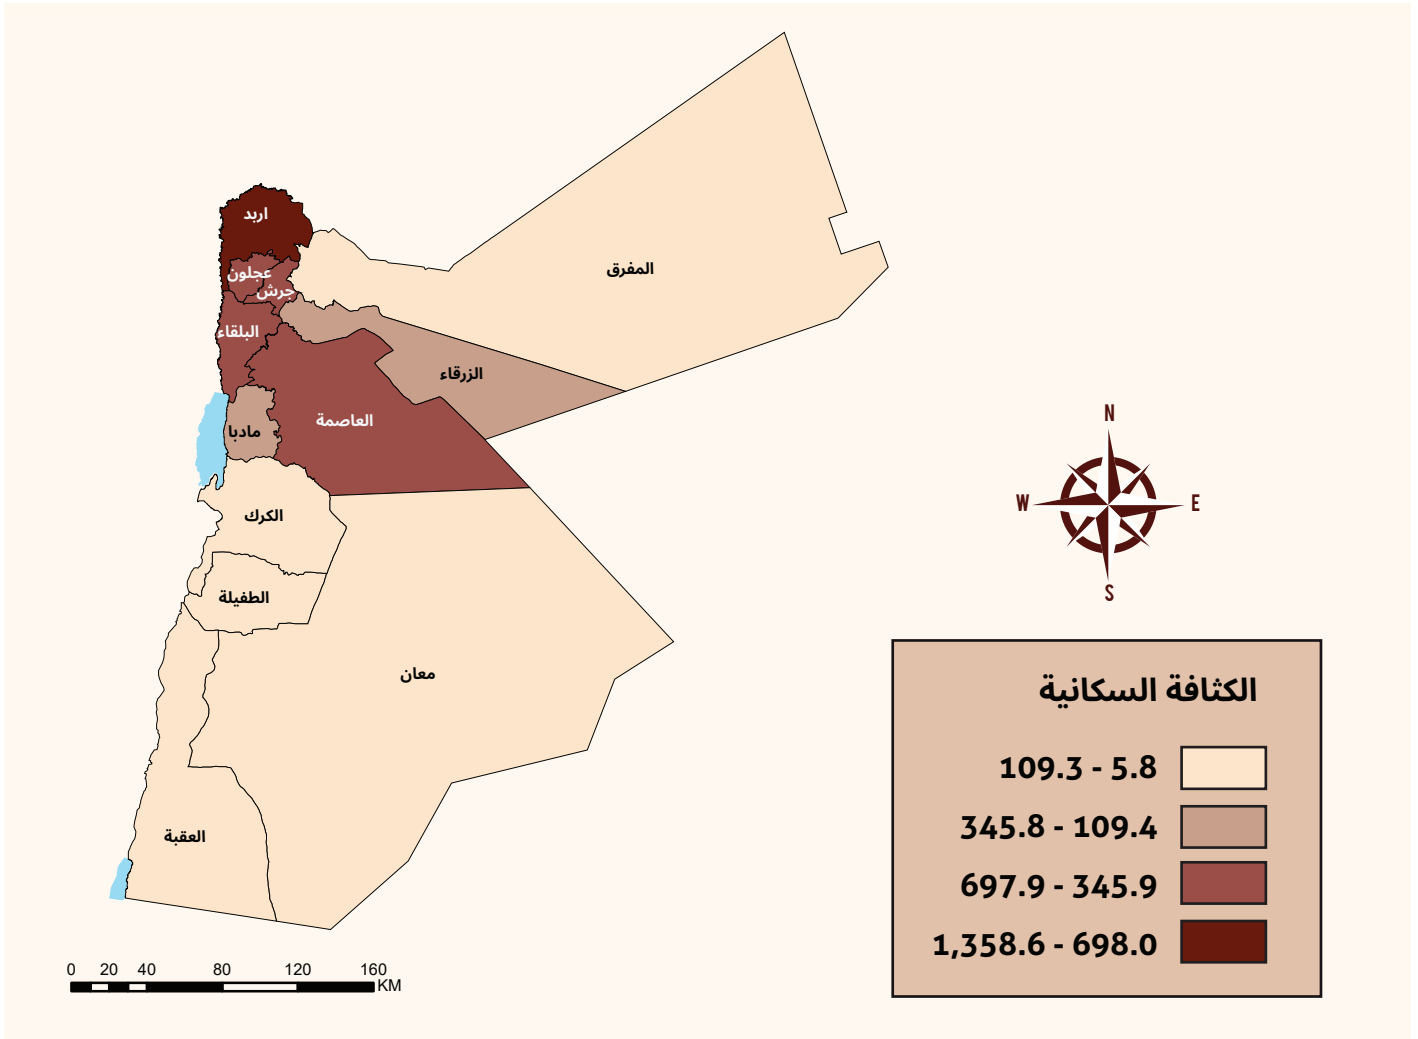 اربد
عجلون
جرش
المفرق
البلقاء
الزرقاء
العاصمة
مادبا
الكرك
الطفيلة
معان
العقبة
N
W
E
S
الكثافة السكانية
5.8 - 109.3
109.4 - 345.8
345.9 - 697.9
698.0 - 1,358.6
0 20 40 80 120 160
KM